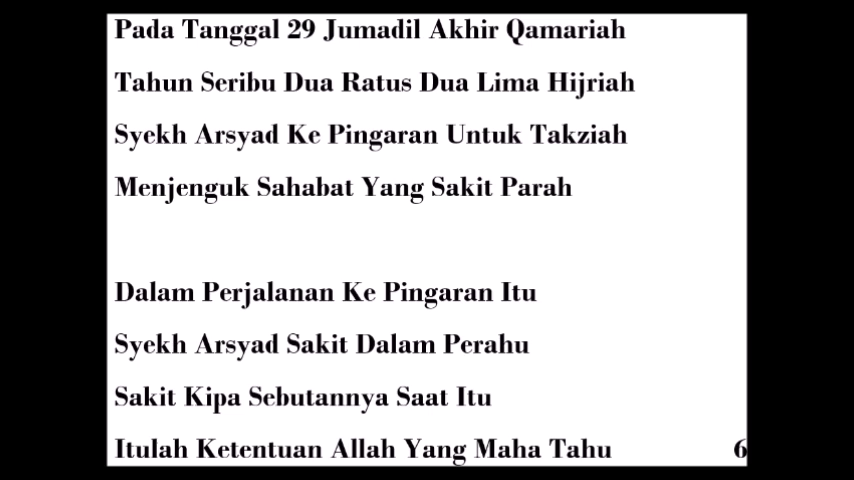 Pada Tanggal 29 Jumadil Akhir Qamariah
Tahun Seribu Dua Ratus Dua Lima Hijriah
Syekh Arsyad Ke Pingaran Untuk Takziah
Menjenguk Sahabat Yang Sakit Parah
Dalam Perjalanan Ke Pingaran Itu
Syekh Arsyad Sakit Dalam Perahu
Sakit Kipa Sebutannya Saat Itu
Itulah Ketentuan Allah Yang Maha Tahu 6